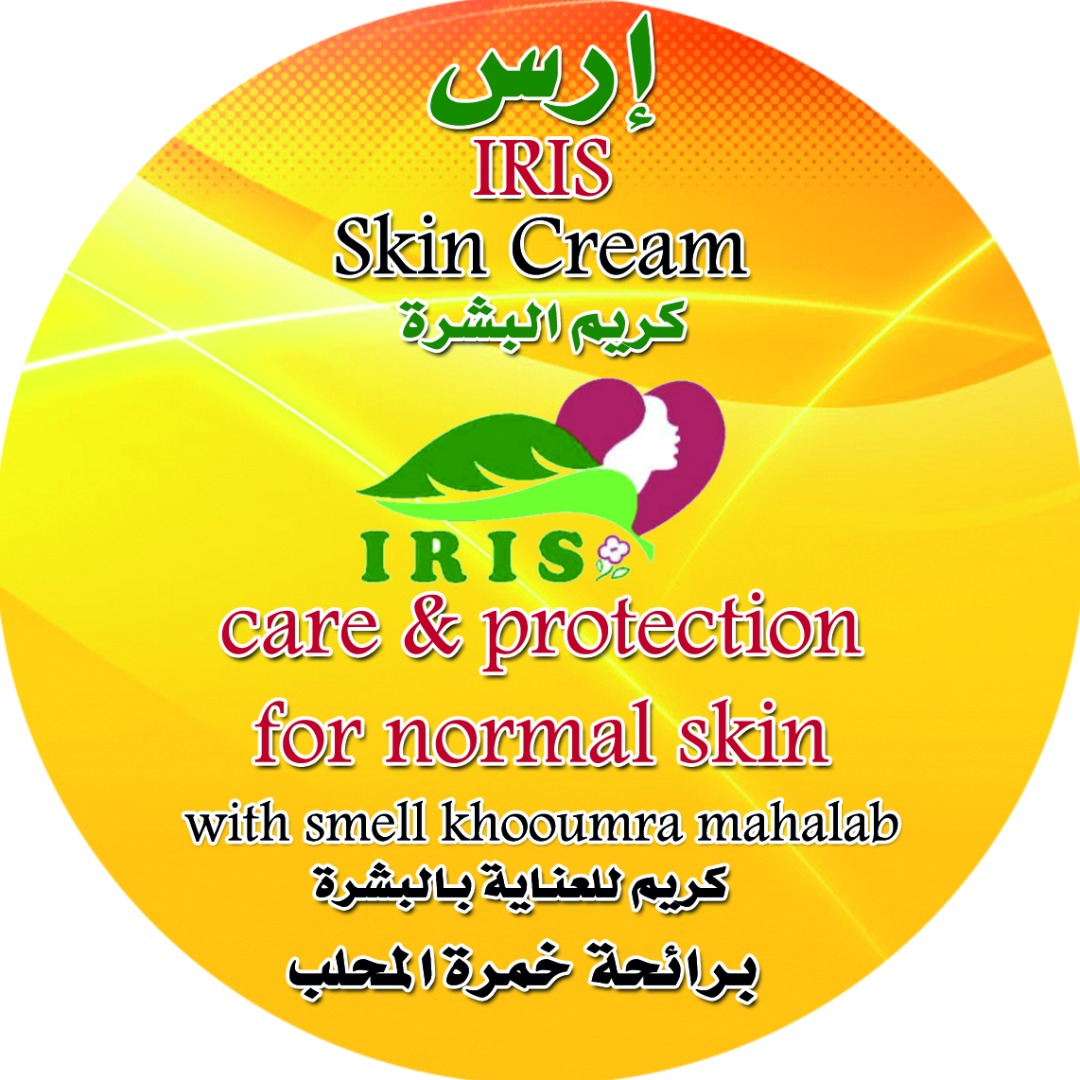 إرس
IRIS
Skin Cream
كريم البشرة
IRIS
care & protection
for normal skin
with smell khooumra mahalab
كريم للعناية بالبشرة
برائحة خمرة المحلب